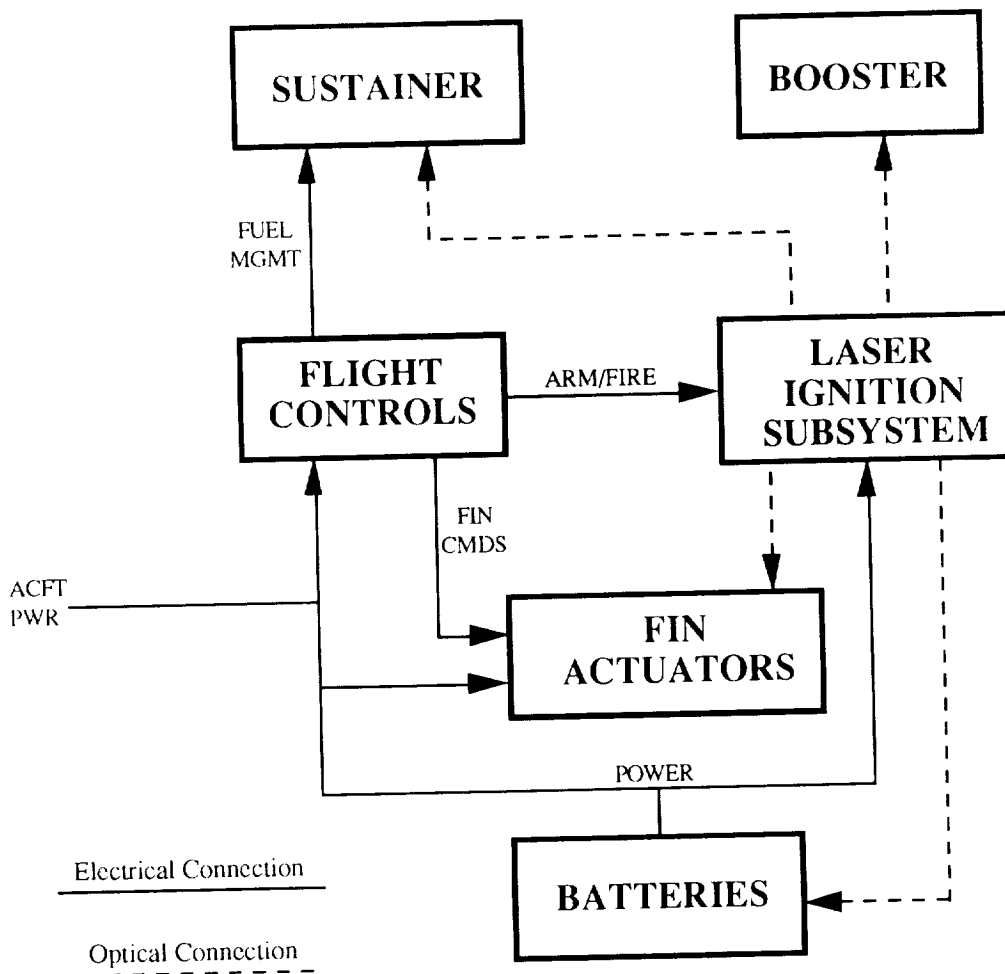 SUSTAINER
BOOSTER
FUEL
MGMT
FLIGHT
CONTROLS
ARM/FIRE
LASER
IGNITION
SUBSYSTEM
FIN
CMDS
ACFT
PWR
FIN
ACTUATORS
POWER
BATTERIES
Electrical Connection
Optical Connection